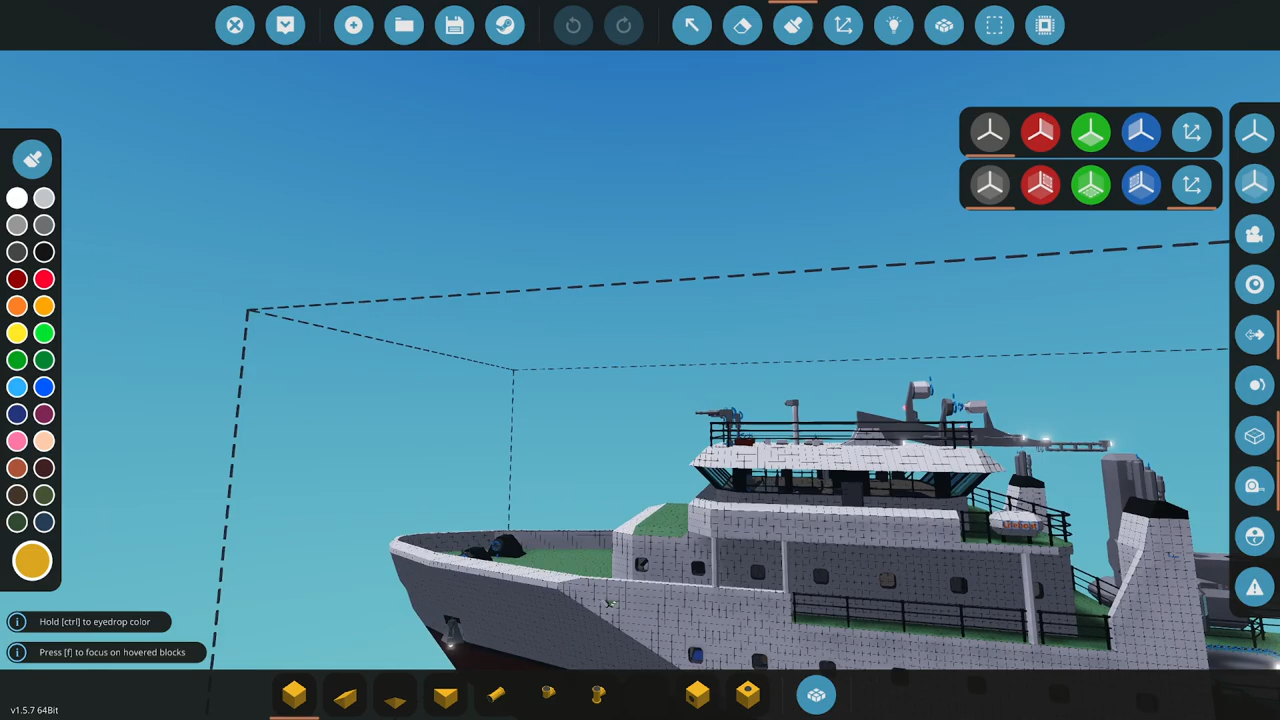 Hold [ctrl] to eyedrop color
Press [f] to focus on hovered blocks
v1.5.7 64Bit